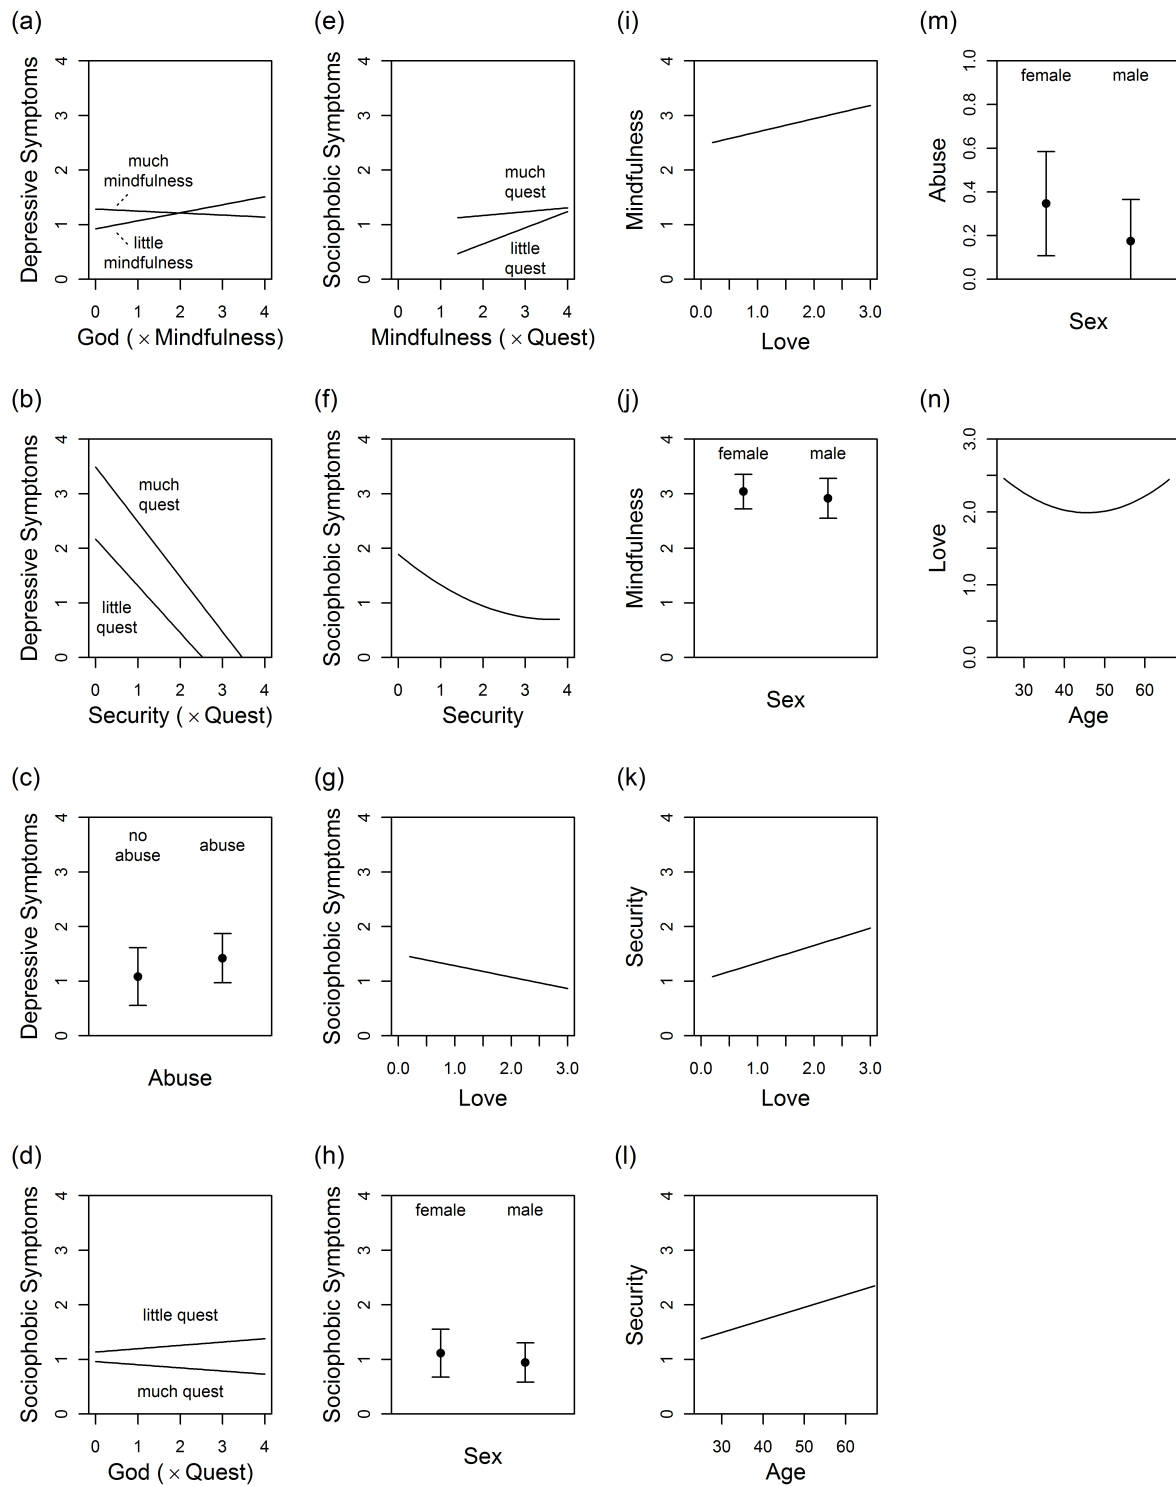 (a)
Depressive Symptoms
0 1 2 3 4
much
mindfulness
little
mindfulness
0 1 2 3 4
God ( × Mindfulness)
(e)
Sociophobic Symptoms
0 1 2 3 4
much
quest
little
quest
0 1 2 3 4
Mindfulness ( × Quest)
(i)
Mindfulness
0 1 2 3 4
0.0 1.0 2.0 3.0
Love
(m)
Abuse
0.0 0.2 0.4 0.6 0.8 1.0
female male
Sex
(b)
Depressive Symptoms
0 1 2 3 4
much
quest
little
quest
0 1 2 3 4
Security ( × Quest)
(f)
Sociophobic Symptoms
0 1 2 3 4
0 1 2 3 4
Security
(j)
Mindfulness
0 1 2 3 4
female male
Sex
(n)
Love
0.0 1.0 2.0 3.0
30 40 50 60
Age
(c)
Depressive Symptoms
0 1 2 3 4
no
abuse
abuse
Abuse
(g)
Sociophobic Symptoms
0 1 2 3 4
0.0 1.0 2.0 3.0
Love
(k)
Security
0 1 2 3 4
0.0 1.0 2.0 3.0
Love
(d)
Sociophobic Symptoms
0 1 2 3 4
little quest
much quest
0 1 2 3 4
God ( × Quest)
(h)
Sociophobic Symptoms
0 1 2 3 4
female male
Sex
(l)
Security
0 1 2 3 4
30 40 50 60
Age